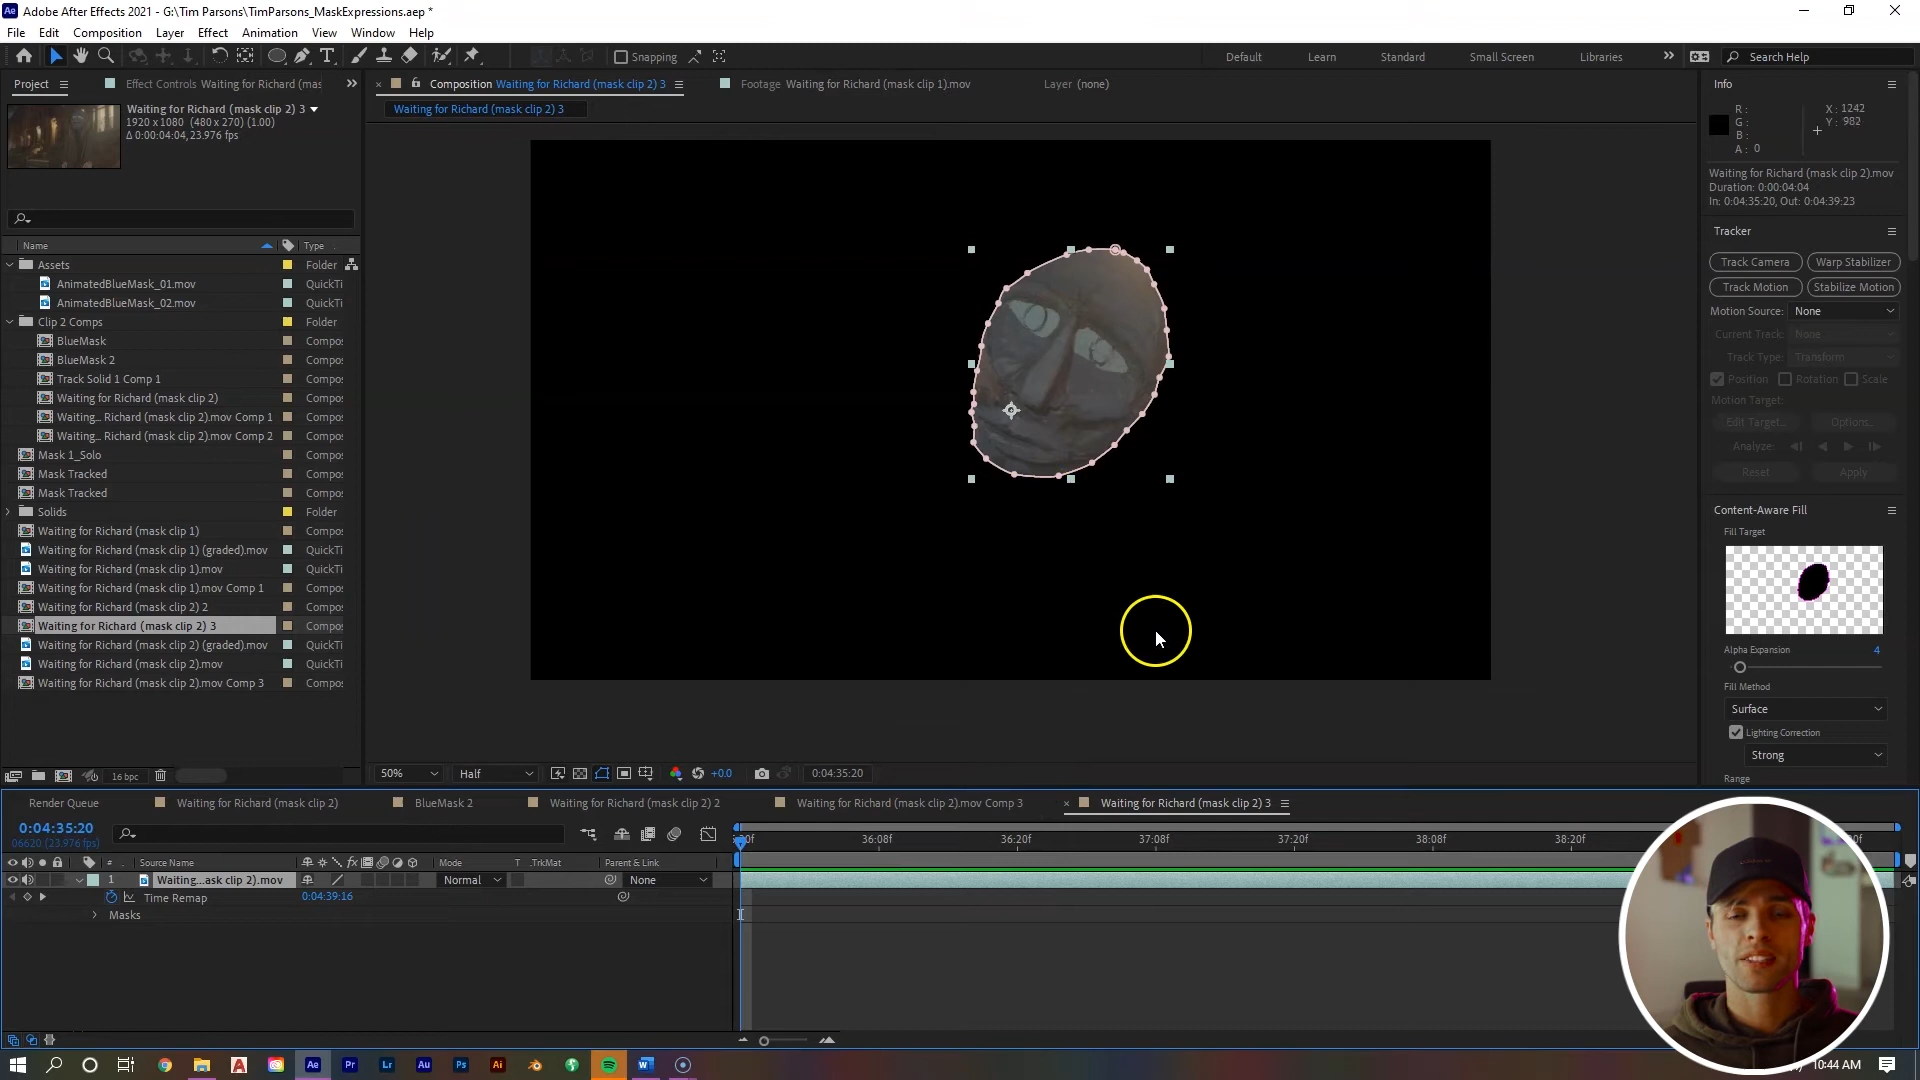 Ae Adobe After Effects 2021 - G:\Tim Parsons\TimParsons_MaskExpressions.aep *
File Edit Composition Layer Effect Animation View Window Help
Snapping
Default Learn Standard Small Screen Libraries Search Help
Project Effect Controls Waiting for Richard (mas
Composition Waiting for Richard (mask clip 2) 3 Footage Waiting for Richard (mask clip 1).mov Layer (none)
Waiting for Richard (mask clip 2) 3
Waiting for Richard (mask clip 2) 3
1920 x 1080 (480 x 270) (1.00)
Δ 0:00:04:04, 23.976 fps
Name Type
Assets Folder
AnimatedBlueMask_01.mov QuickTi
AnimatedBlueMask_02.mov QuickTi
Clip 2 Comps Folder
BlueMask Compo
BlueMask 2 Compo
Track Solid 1 Comp 1 Compo
Waiting for Richard (mask clip 2) Compo
Waiting... Richard (mask clip 2).mov Comp 1 Compo
Waiting... Richard (mask clip 2).mov Comp 2 Compo
Mask 1_Solo Compo
Mask Tracked Compo
Mask Tracked Compo
Solids Folder
Waiting for Richard (mask clip 1) Compo
Waiting for Richard (mask clip 1) (graded).mov QuickTi
Waiting for Richard (mask clip 1).mov QuickTi
Waiting for Richard (mask clip 1).mov Comp 1 Compo
Waiting for Richard (mask clip 2) 2 Compo
Waiting for Richard (mask clip 2) 3 Compo
Waiting for Richard (mask clip 2) (graded).mov QuickTi
Waiting for Richard (mask clip 2).mov QuickTi
Waiting for Richard (mask clip 2).mov Comp 3 Compo
16 bpc
50% Half +0.0 0:04:35:20
Info
R :
G :
B :
A : 0
X : 1242
Y : 982
Waiting for Richard (mask clip 2).mov
Duration: 0:00:04:04
In: 0:04:35:20, Out: 0:04:39:23
Tracker
Track Camera Warp Stabilizer
Track Motion Stabilize Motion
Motion Source: None
Current Track: None
Track Type: Transform
Position Rotation Scale
Motion Target:
Edit Target... Options...
Analyze:
Reset Apply
Content-Aware Fill
Fill Target
Alpha Expansion 4
Fill Method
Surface
Lighting Correction
Strong
Range
Render Queue Waiting for Richard (mask clip 2) BlueMask 2 Waiting for Richard (mask clip 2) 2 Waiting for Richard (mask clip 2).mov Comp 3 Waiting for Richard (mask clip 2) 3
0:04:35:20
06620 (23.976 fps)
36:08f 36:20f 37:08f 37:20f 38:08f 38:20f
# Source Name Mode T .TrkMat Parent & Link
1 Waiting...ask clip 2).mov Normal None
Time Remap 0:04:39:16
Masks
Ae Pr Lr Au Ps Ai
10:44 AM